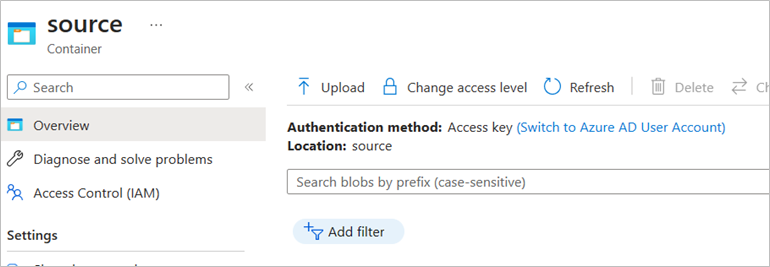 source ...
Container
Search «
Upload Change access level Refresh Delete
Overview
Authentication method: Access key (Switch to Azure AD User Account)
Location: source
Diagnose and solve problems
Search blobs by prefix (case-sensitive)
Access Control (IAM)
Add filter
Settings